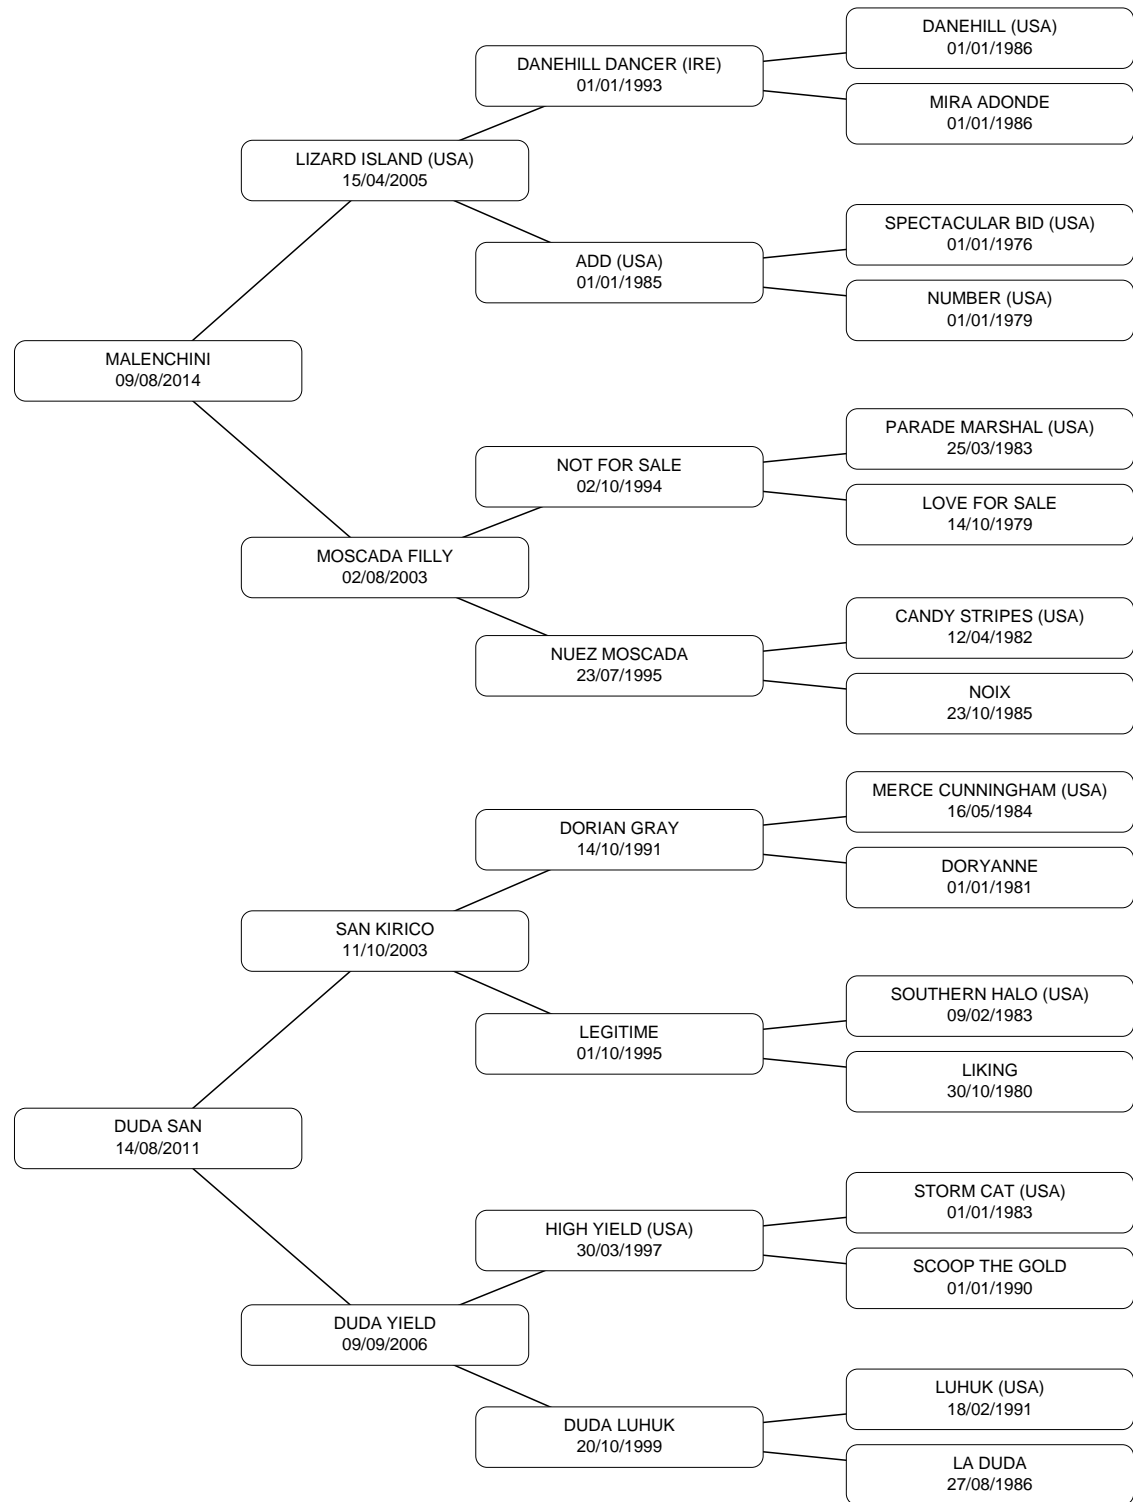 DANEHILL (USA)
01/01/1986
DANEHILL DANCER (IRE)
01/01/1993
MIRA ADONDE
01/01/1986
LIZARD ISLAND (USA)
15/04/2005
SPECTACULAR BID (USA)
01/01/1976
ADD (USA)
01/01/1985
NUMBER (USA)
01/01/1979
MALENCHINI
09/08/2014
PARADE MARSHAL (USA)
25/03/1983
NOT FOR SALE
02/10/1994
LOVE FOR SALE
14/10/1979
MOSCADA FILLY
02/08/2003
CANDY STRIPES (USA)
12/04/1982
NUEZ MOSCADA
23/07/1995
NOIX
23/10/1985
MERCE CUNNINGHAM (USA)
16/05/1984
DORIAN GRAY
14/10/1991
DORYANNE
01/01/1981
SAN KIRICO
11/10/2003
SOUTHERN HALO (USA)
09/02/1983
LEGITIME
01/10/1995
LIKING
30/10/1980
DUDA SAN
14/08/2011
STORM CAT (USA)
01/01/1983
HIGH YIELD (USA)
30/03/1997
SCOOP THE GOLD
01/01/1990
DUDA YIELD
09/09/2006
LUHUK (USA)
18/02/1991
DUDA LUHUK
20/10/1999
LA DUDA
27/08/1986